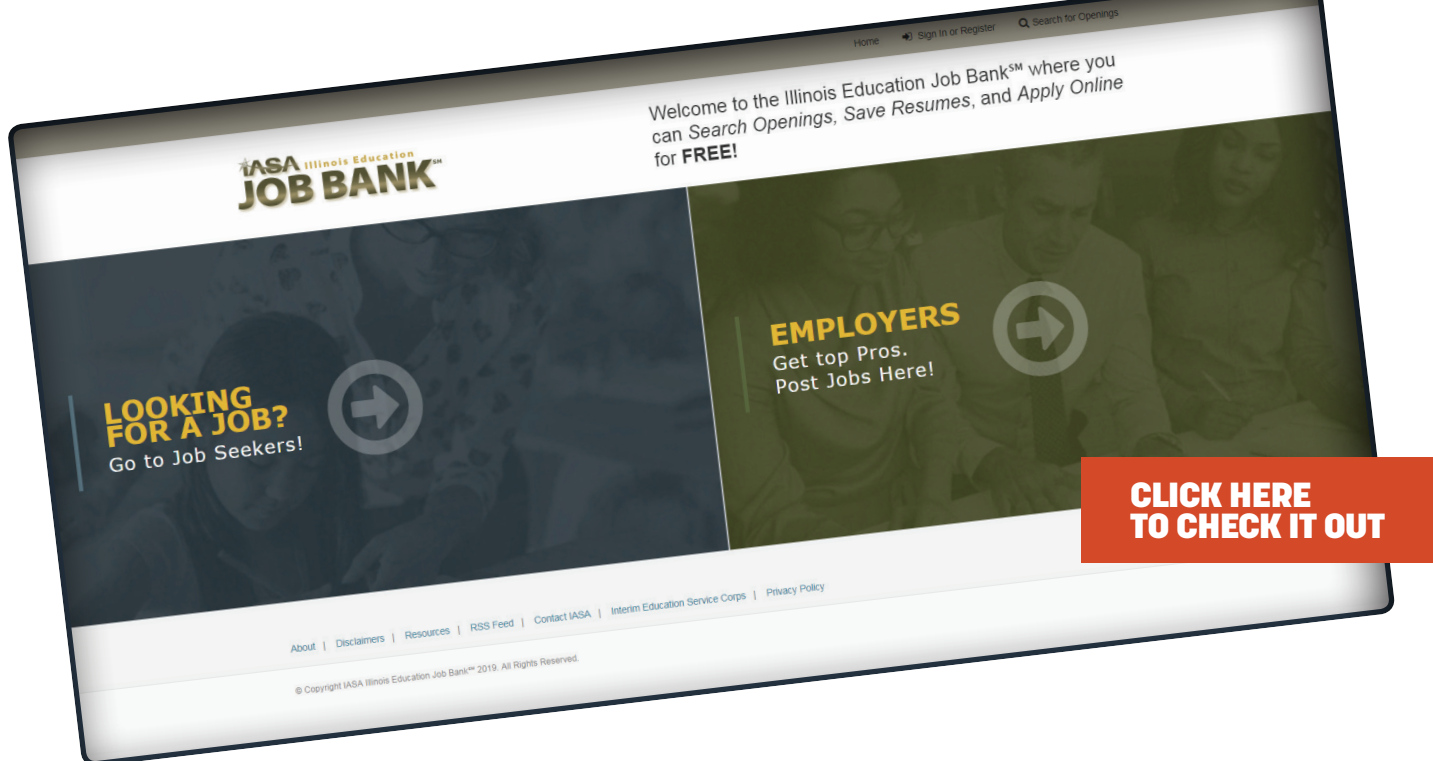 Home Sign In or Register Search for Openings
iASA Illinois Education
JOB BANK℠
Welcome to the Illinois Education Job Bank℠ where you
can Search Openings, Save Resumes, and Apply Online
for FREE!
LOOKING
FOR A JOB?
Go to Job Seekers!
EMPLOYERS
Get top Pros.
Post Jobs Here!
CLICK HERE
TO CHECK IT OUT
About | Disclaimers | Resources | RSS Feed | Contact IASA | Interim Education Service Corps | Privacy Policy
© Copyright IASA Illinois Education Job Bank℠ 2019. All Rights Reserved.